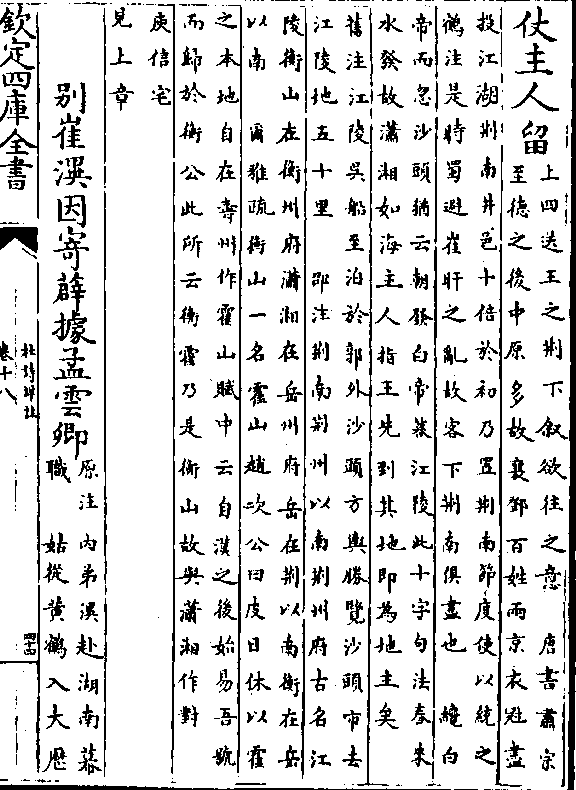 仗主人留
上四送王之荆下叙欲往之意 唐書肅宗
至德之後中原多故襄鄧百姓兩京衣冠盡
投江湖荆南井邑十倍於初乃置荆南節度使以統之
鶴注是時蜀避崔旰之亂故客下荆南俱盡也 繞白
帝而忽沙頭猶云朝發白帝暮江陵此十字句法春來
水發故瀟湘如海主人指王先到其地即為地主矣
舊注江陵吳船至泊於郭外沙頭方輿勝覽沙頭市去
江陵地五十里 邵注荆南荆州以南荆州府古名江
陵衡山在衡州府瀟湘在岳州府岳在荆以南衡在岳
以南 爾雅疏衡山一名霍山趙次公曰皮日休以霍
之本地自在壽州作霍山賦中云自漢之後始易吾號
而歸於衡公此所云衡霍乃是衡山故與瀟湘作對
庾信宅
見上章
别崔潩因寄薛據孟雲卿
原注 内弟潩赴湖南幕
職 姑從黄鶴入大厯
欽定四庫全書
杜詩詳註
卷十八